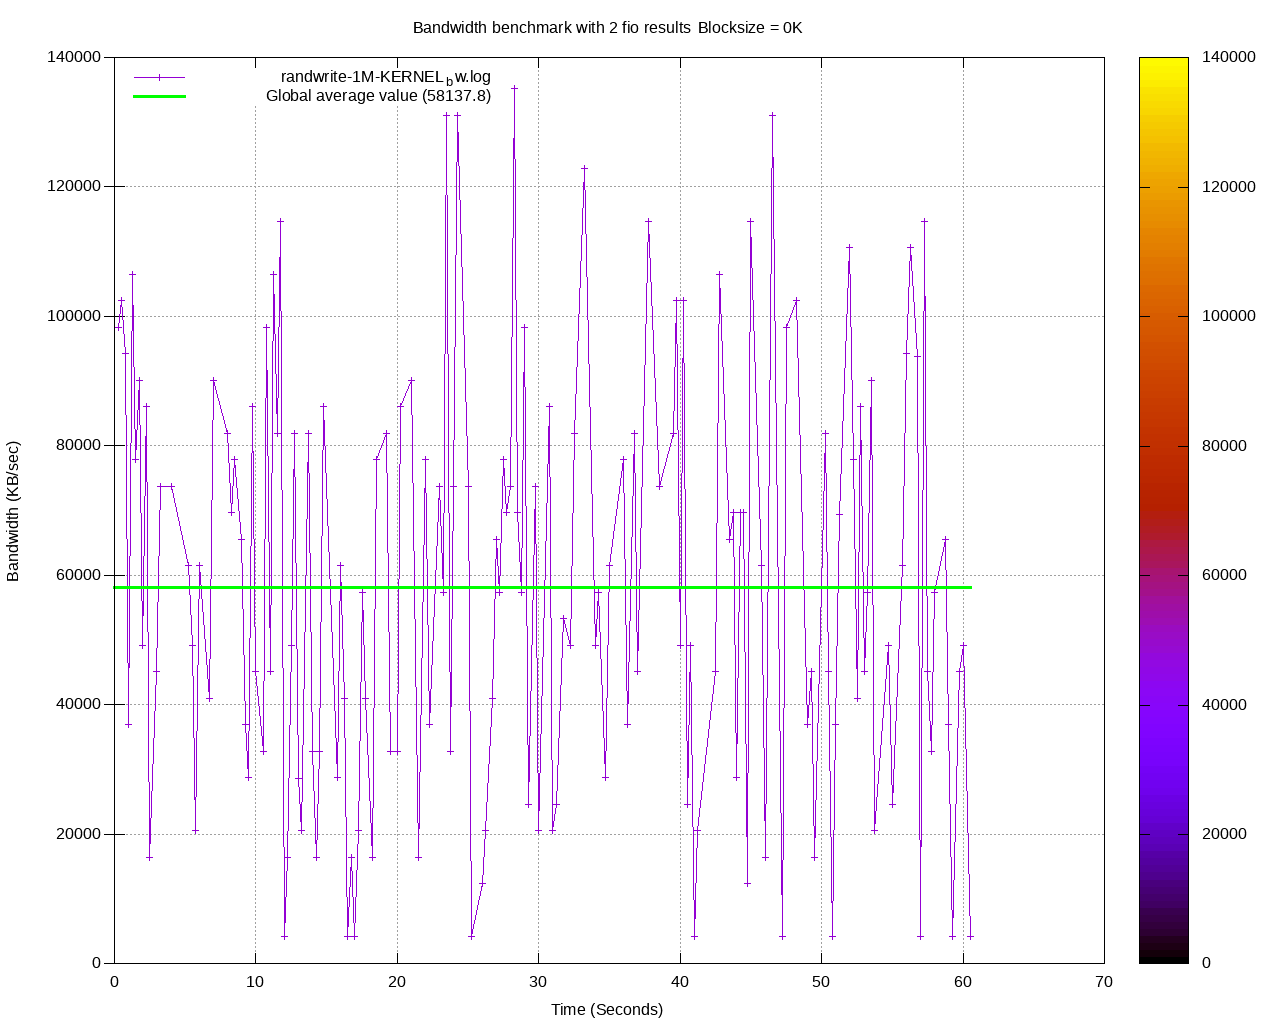 Bandwidth benchmark with 2 fio results Blocksize = 0K
randwrite-1M-KERNELbw.log
Global average value (58137.8)
140000
120000
100000
80000
60000
40000
20000
0
Bandwidth (KB/sec)
0 10 20 30 40 50 60 70
Time (Seconds)
140000
120000
100000
80000
60000
40000
20000
0